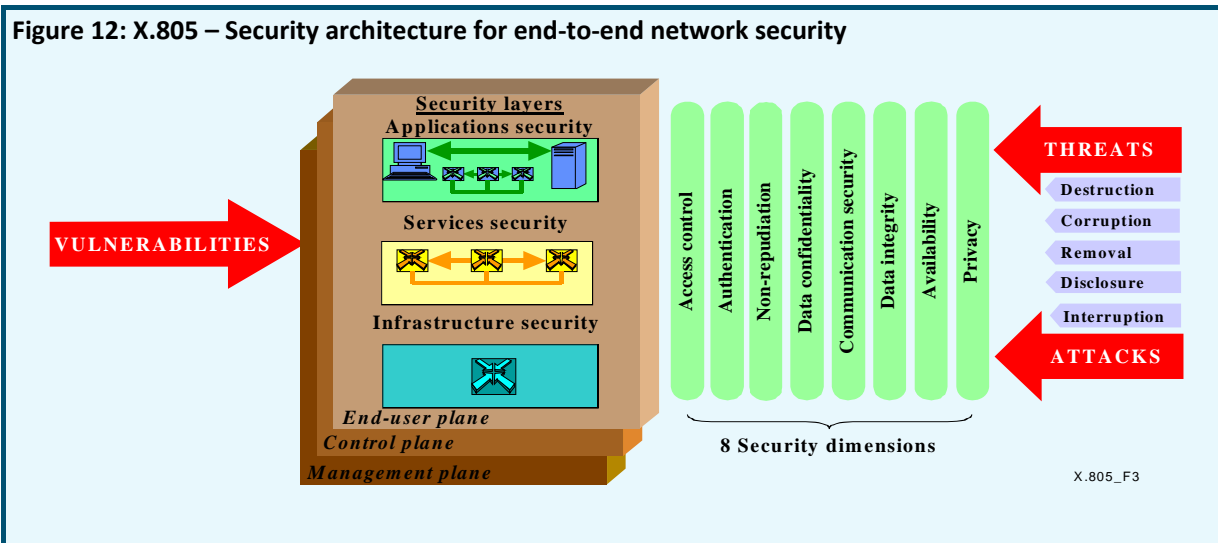 Figure 12: X.805 – Security architecture for end-to-end network security
Security layers
Applications security
Services security
Infrastructure security
End-user plane
Control plane
Management plane
VULNERABILITIES
Access control
Authentication
Non-repudiation
Data confidentiality
Communication security
Data integrity
Availability
Privacy
8 Security dimensions
THREATS
Destruction
Corruption
Removal
Disclosure
Interruption
ATTACKS
X.805_F3